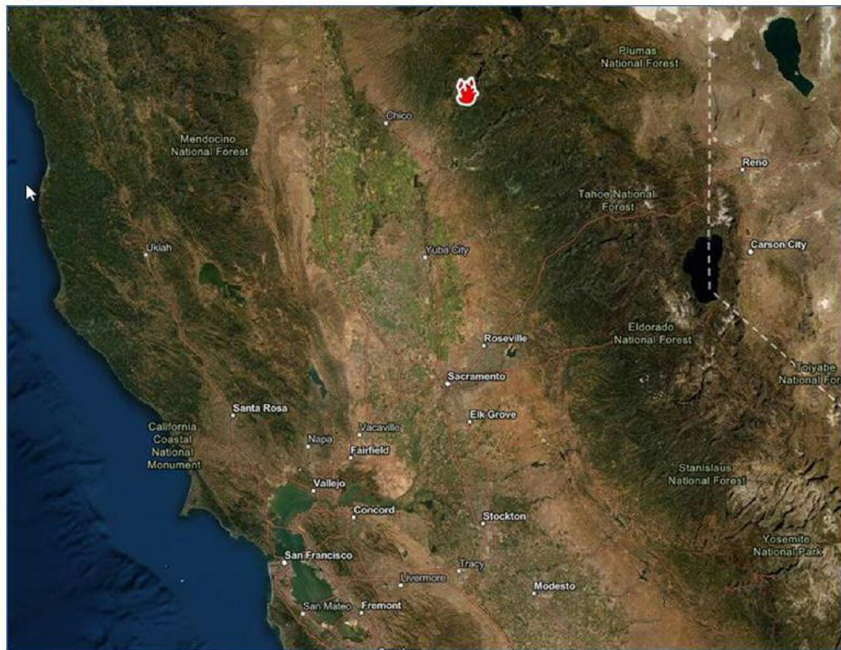 Plumas
National Forest
Chico
Mendocino
National Forest
Reno
Tahoe National
Forest
Ukiah
Yuba City
Carson City
Eldorado
National Forest
Roseville
Toiyabe
National For
Sacramento
Santa Rosa
Elk Grove
California
Coastal
National
Monument
Napa
Vacaville
Fairfield
Stanislaus
National Forest
Vallejo
Concord
Stockton
Yosemite
National Park
San Francisco
Tracy
Livermore
Modesto
San Mateo
Fremont